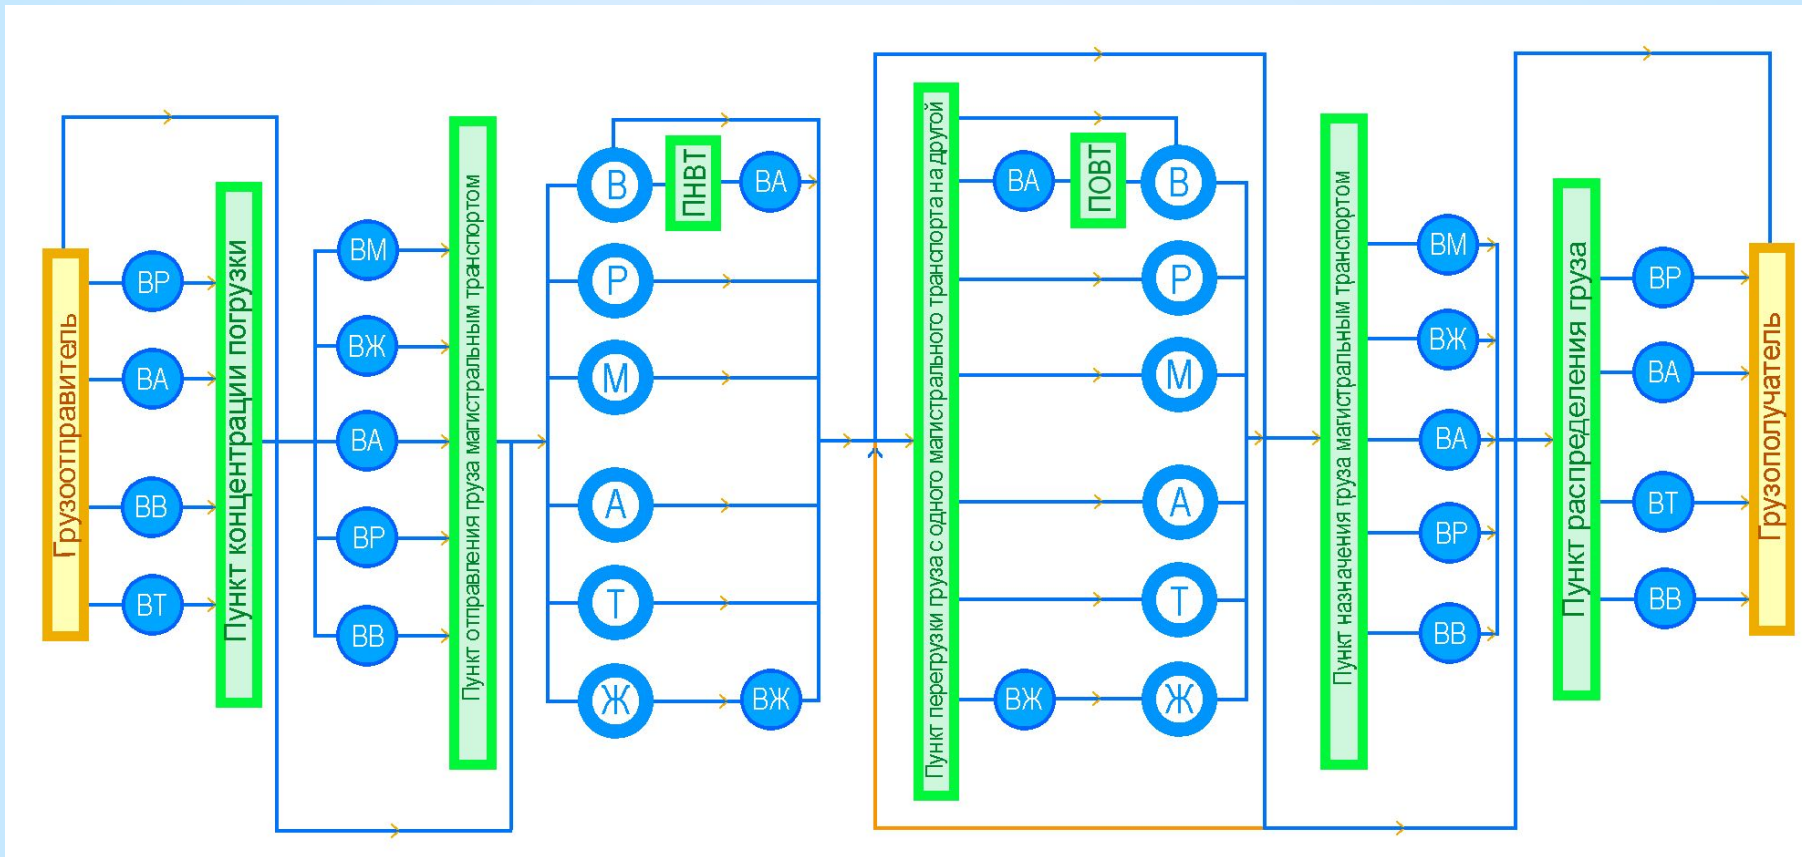 Грузоотправитель
ВР
ВА
ВВ
ВТ
Пункт концентрации погрузки
ВМ
ВЖ
ВА
ВР
ВВ
Пункт отправления груза магистральным транспортом
В
ПНВТ
ВА
Р
М
А
Т
Ж
ВЖ
Пункт перегрузки груза с одного магистрального транспорта на другой
ВА
ПОВТ
В
Р
М
А
Т
ВЖ
Ж
Пункт назначения груза магистральным транспортом
ВМ
ВЖ
ВА
ВР
ВВ
Пункт распределения груза
ВР
ВА
ВТ
ВВ
Грузополучатель